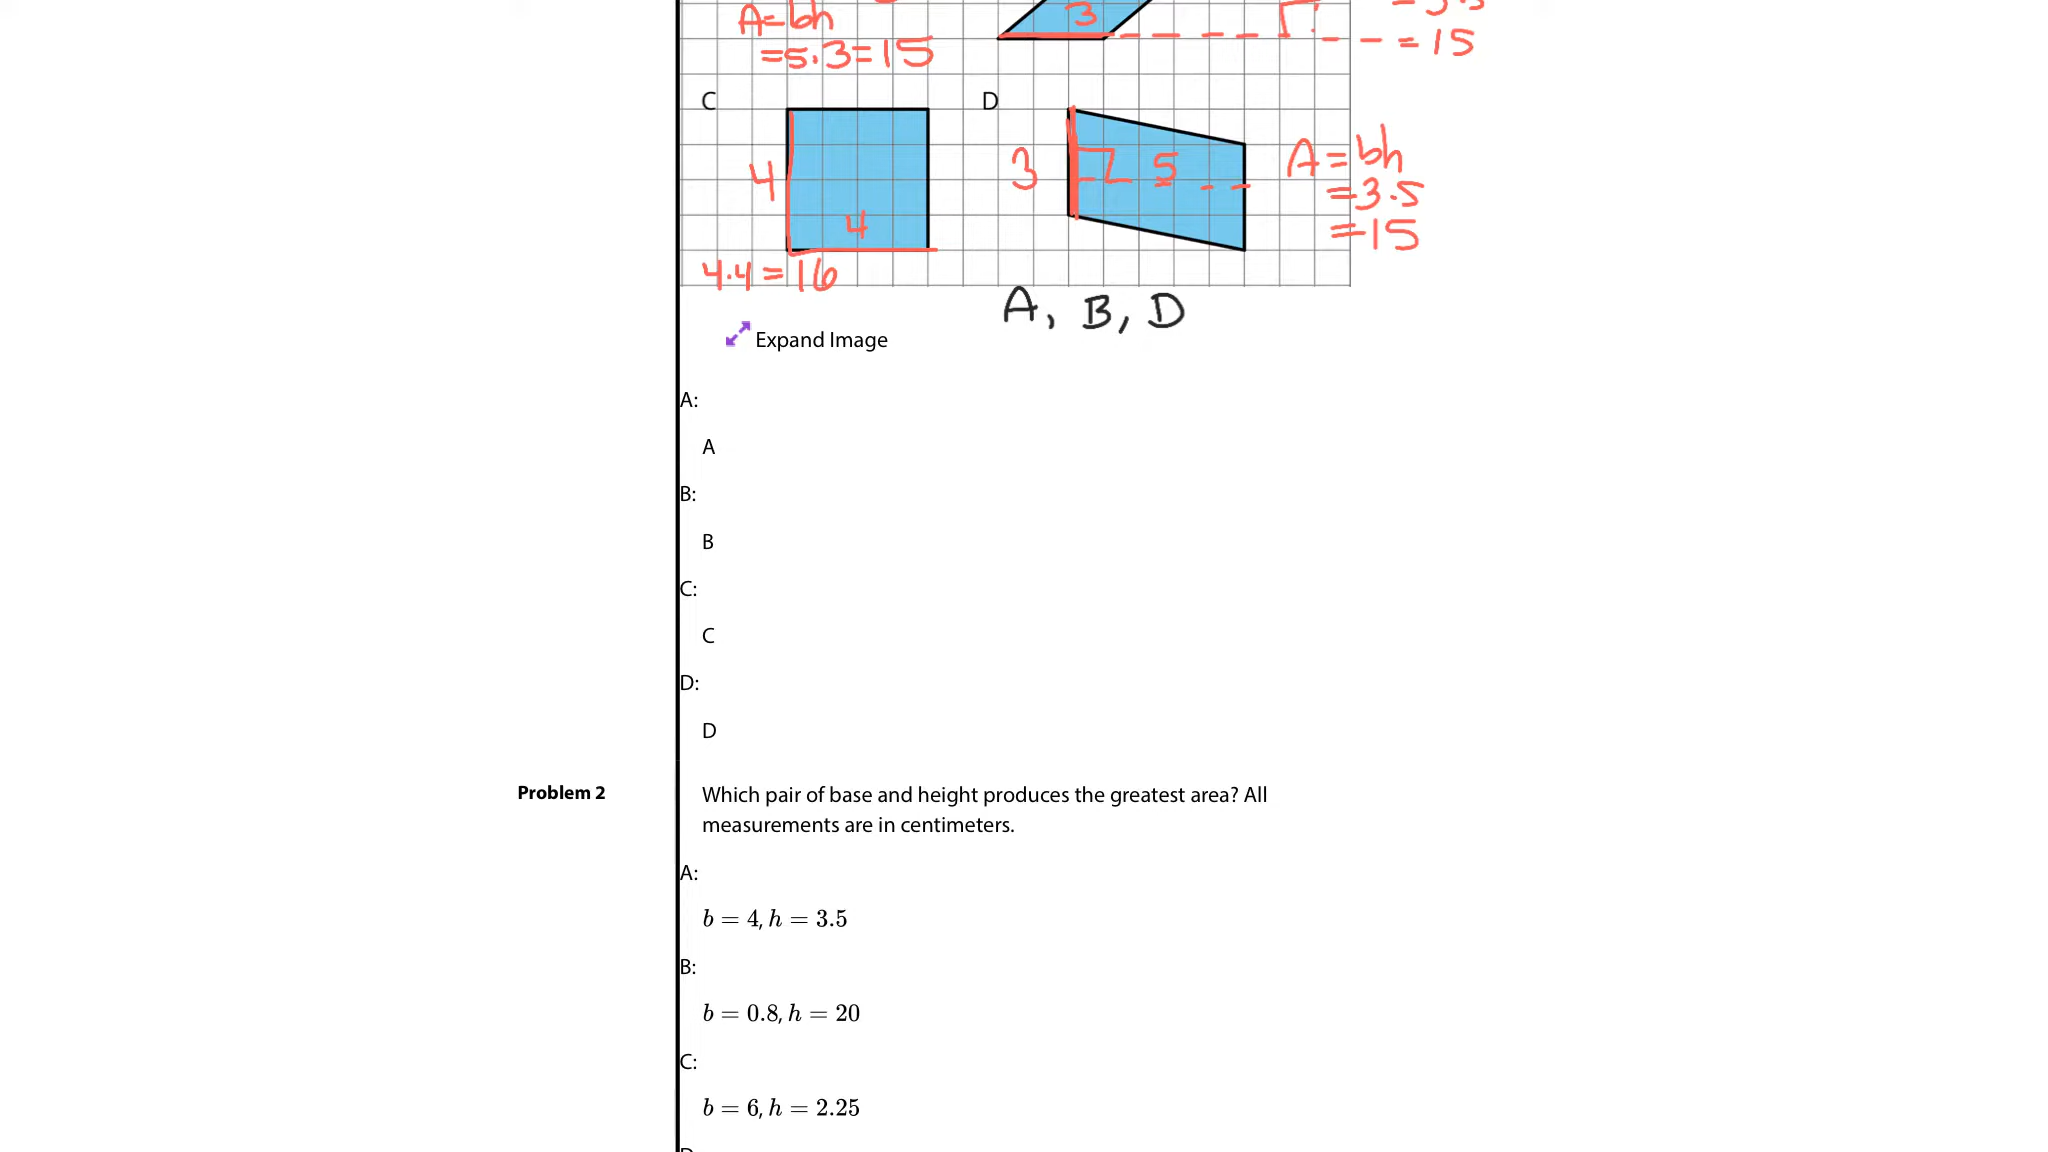 A=bh
3
=5·3=15
= 15
C
D
4
3
5
A=bh
=3.5
=15
4
4.4=16
A, B, D
Expand Image
A:
A
B:
B
C:
C
D:
D
Problem 2
Which pair of base and height produces the greatest area? All
measurements are in centimeters.
A:
b = 4, h = 3.5
B:
b = 0.8, h = 20
C:
b = 6, h = 2.25